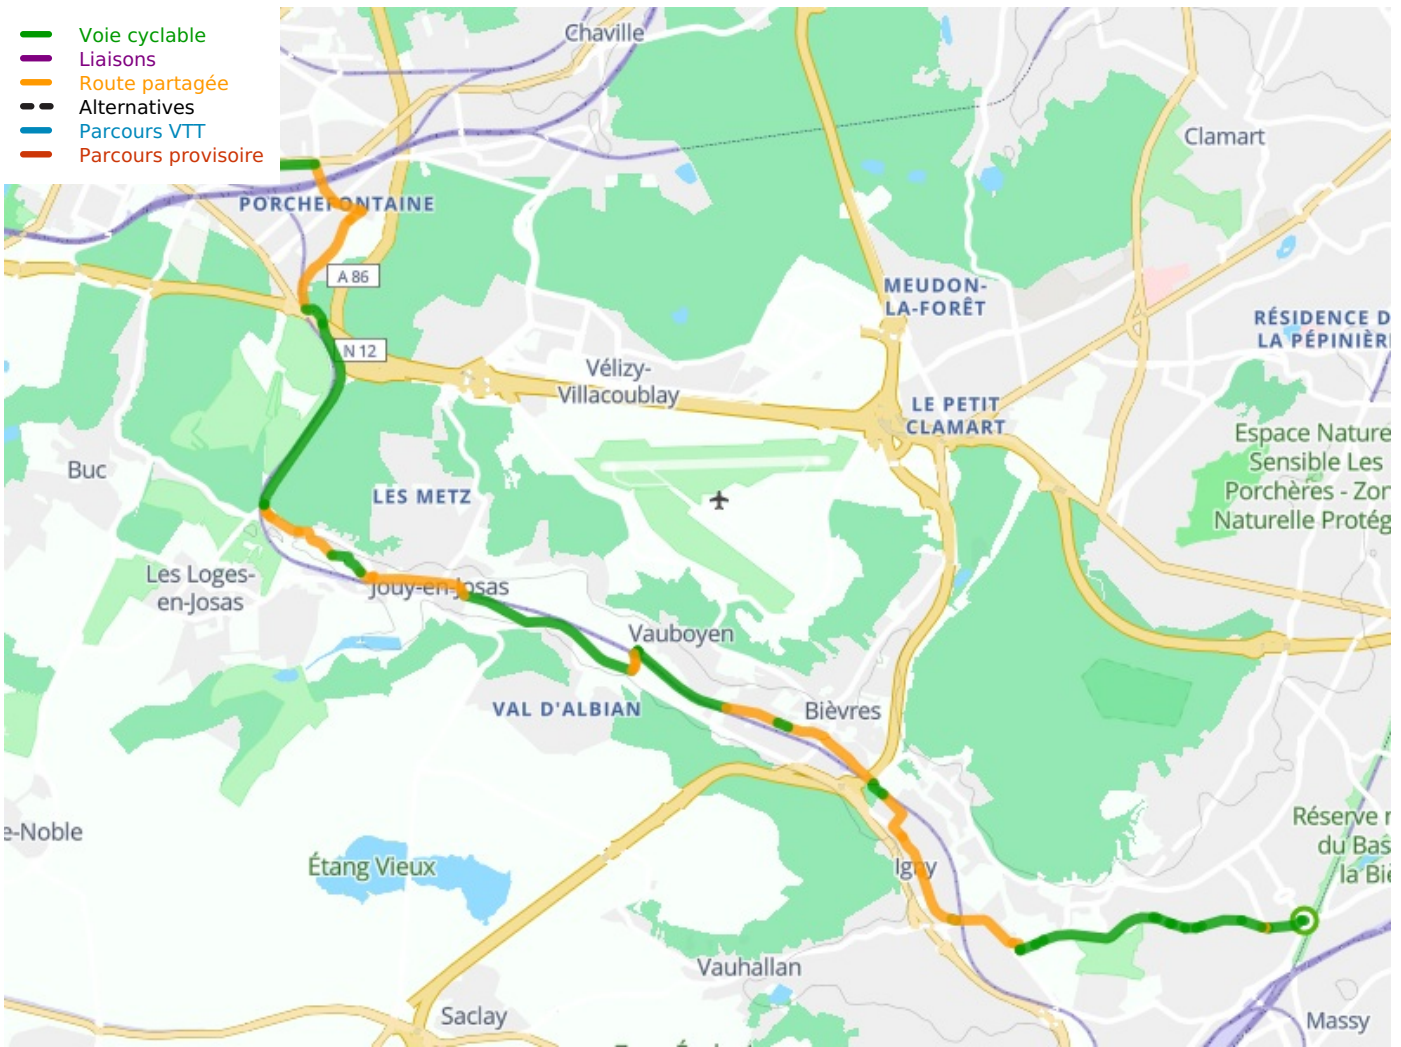 Voie cyclable
Liaisons
Route partagée
Alternatives
Parcours VTT
Parcours provisoire
Chaville
Clamart
PORCHEFONTAINE
A 86
MEUDON-
LA-FORÊT
RÉSIDENCE D
LA PÉPINIÈR
N 12
Vélizy-
Villacoublay
LE PETIT
CLAMART
Espace Nature
Sensible Les
Porchères - Zon
Naturelle Protég
Buc
LES METZ
Les Loges-
en-Josas
Jouy-en-Josas
Vauboyen
VAL D'ALBIAN
Bièvres
e-Noble
Étang Vieux
Igny
Réserve r
du Bas
la Biè
Vauhallan
Saclay
Massy